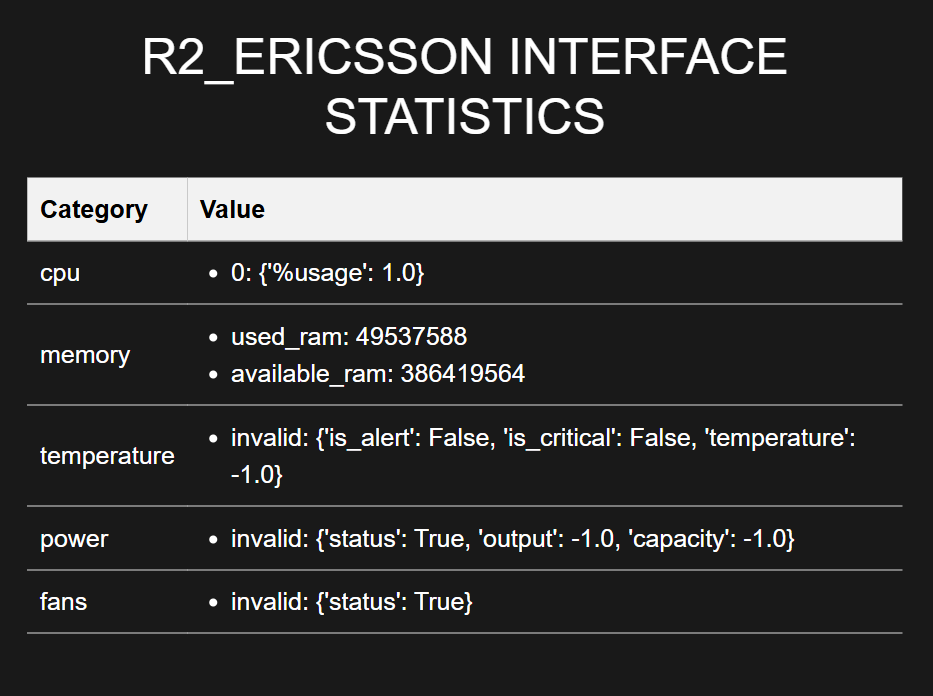 R2_ERICSSON INTERFACE
STATISTICS
Category Value
cpu • 0: {'%usage': 1.0}
memory • used_ram: 49537588
• available_ram: 386419564
temperature • invalid: {'is_alert': False, 'is_critical': False, 'temperature':
-1.0}
power • invalid: {'status': True, 'output': -1.0, 'capacity': -1.0}
fans • invalid: {'status': True}